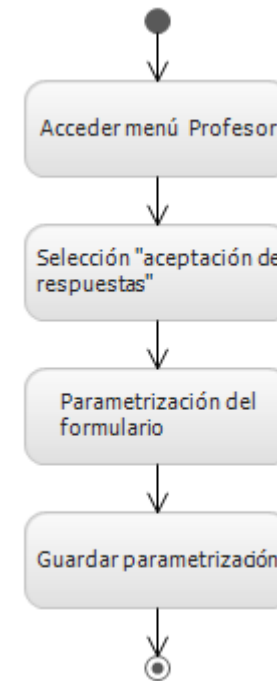 Acceder menú Profesor
Selección "aceptación de
respuestas"
Parametrización del
formulario
Guardar parametrización